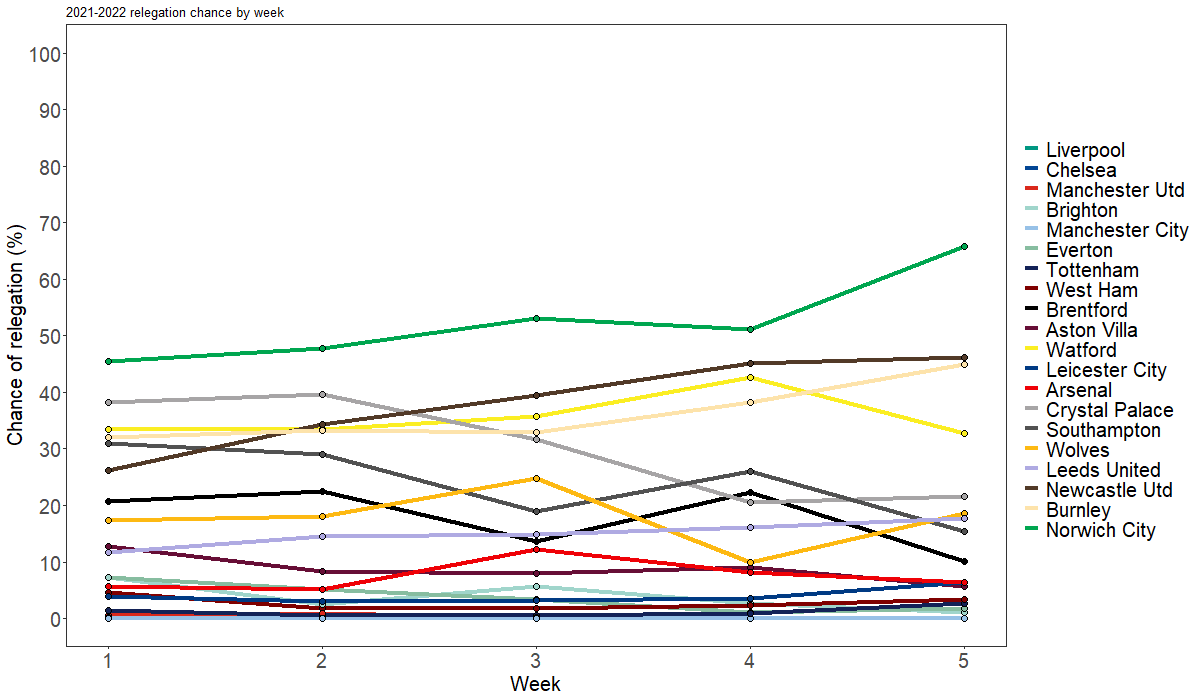 2021-2022 relegation chance by week
100
90
80
70
60
50
40
30
20
10
0
Chance of relegation (%)
1 2 3 4 5
Week
Liverpool
Chelsea
Manchester Utd
Brighton
Manchester City
Everton
Tottenham
West Ham
Brentford
Aston Villa
Watford
Leicester City
Arsenal
Crystal Palace
Southampton
Wolves
Leeds United
Newcastle Utd
Burnley
Norwich City